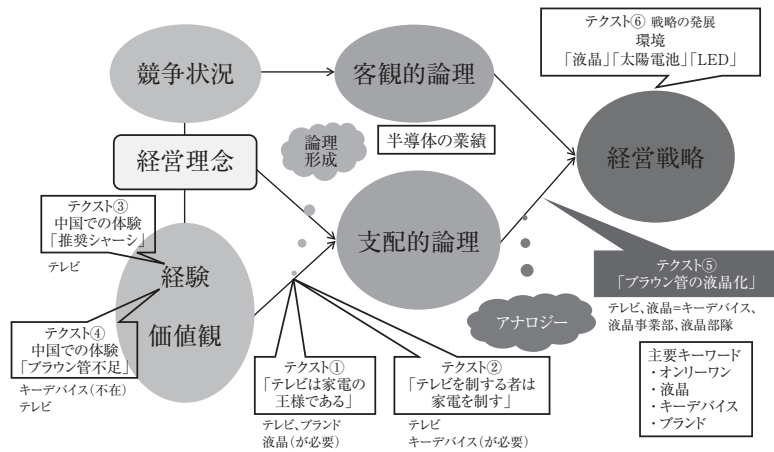 テクスト⑥ 戦略の発展
環境
「液晶」「太陽電池」「LED」
競争状況
客観的論理
論理
形成
半導体の業績
経営理念
経営戦略
テクスト③
中国での体験
「推奨シャーシ」
テレビ
支配的論理
経験
価値観
テクスト⑤
「ブラウン管の液晶化」
テレビ、液晶=キーデバイス、
液晶事業部、液晶部隊
アナロジー
テクスト④
中国での体験
「ブラウン管不足」
キーデバイス(不在)
テレビ
テクスト①
「テレビは家電の
王様である」
テレビ、ブランド
液晶(が必要)
テクスト②
「テレビを制する者は
家電を制す」
テレビ
キーデバイス(が必要)
主要キーワード
・オンリーワン
・液晶
・キーデバイス
・ブランド